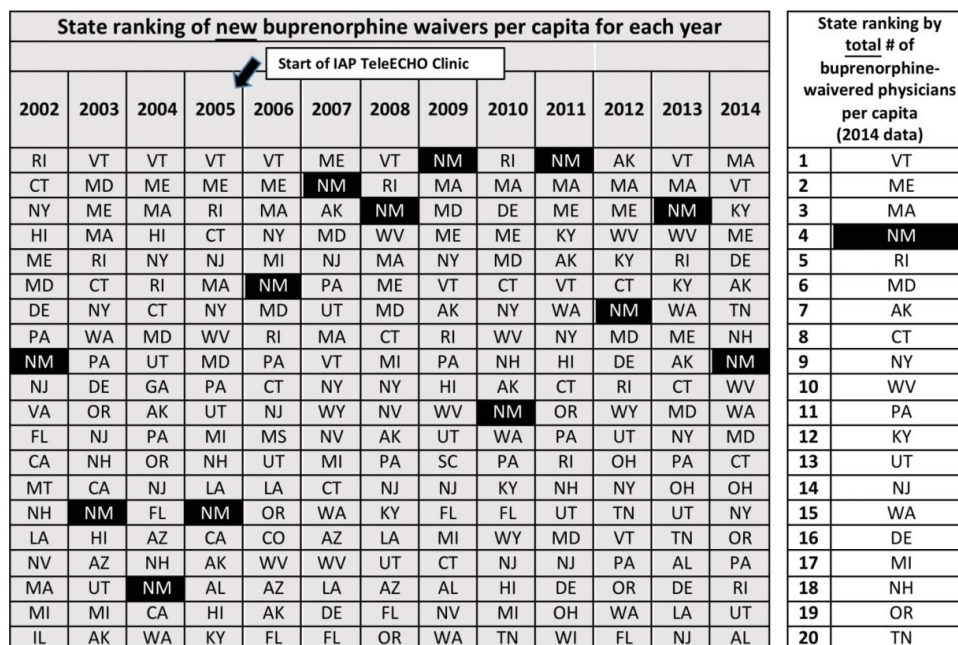 State ranking of new buprenorphine waivers per capita for each year
Start of IAP TeleECHO Clinic
2002 2003 2004 2005 2006 2007 2008 2009 2010 2011 2012 2013 2014
RI VT VT VT VT ME VT NM RI NM AK VT MA
CT MD ME ME ME NM RI MA MA MA MA MA VT
NY ME MA RI MA AK NM MD DE ME ME NM KY
HI MA HI CT NY MD WV ME ME KY WV WV ME
ME RI NY NJ MI NJ MA NY MD AK KY RI DE
MD CT RI MA NM PA ME VT CT VT CT KY AK
DE NY CT NY MD UT MD AK NY WA NM WA TN
PA WA MD WV RI MA CT RI WV NY MD ME NH
NM PA UT MD PA VT MI PA NH HI DE AK NM
NJ DE GA PA CT NY NY HI AK CT RI CT WV
VA OR AK UT NJ WY NV WV NM OR WY MD WA
FL NJ PA MI MS NV AK UT WA PA UT NY MD
CA NH OR NH UT MI PA SC PA RI OH PA CT
MT CA NJ LA LA CT NJ NJ KY NH NY OH OH
NH NM FL NM OR WA KY FL FL UT TN UT NY
LA HI AZ CA CO AZ LA MI WY MD VT TN OR
NV AZ NH AK WV WV UT CT NJ NJ PA AL PA
MA UT NM AL AZ LA AZ AL HI DE OR DE RI
MI MI CA HI AK DE FL NV MI OH WA LA UT
IL AK WA KY FL FL OR WA TN WI FL NJ AL
State ranking by
total # of
buprenorphine-
waivered physicians
per capita
(2014 data)
1 VT
2 ME
3 MA
4 NM
5 RI
6 MD
7 AK
8 CT
9 NY
10 WV
11 PA
12 KY
13 UT
14 NJ
15 WA
16 DE
17 MI
18 NH
19 OR
20 TN